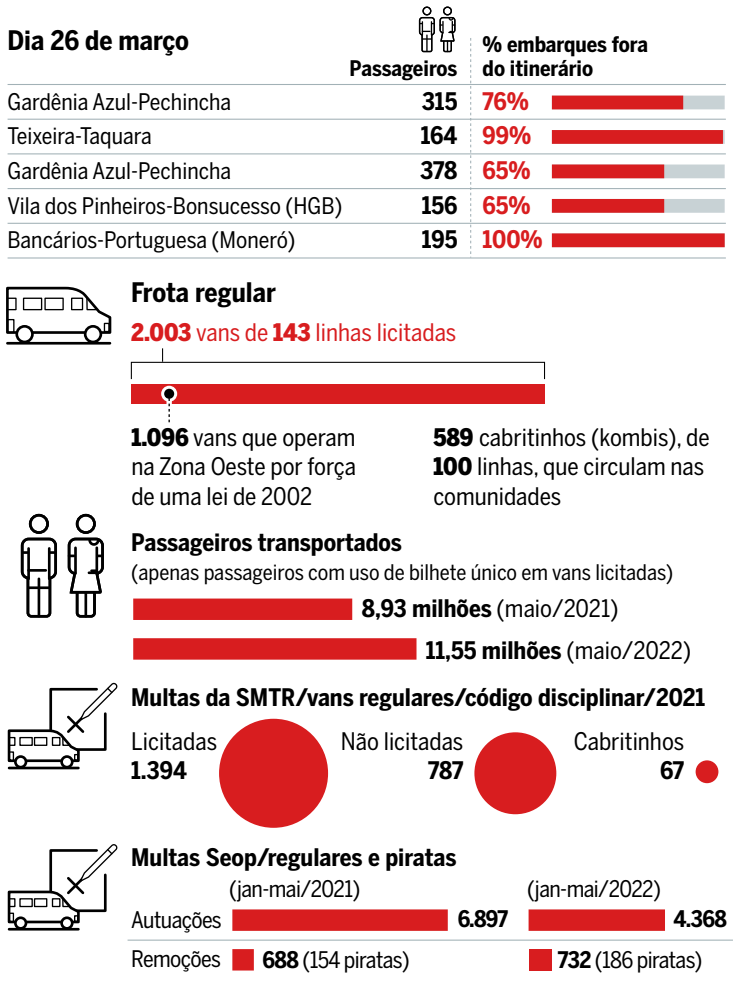 Dia 26 de março
Passageiros
% embarques fora
do itinerário
Gardênia Azul-Pechincha 315 76%
Teixeira-Taquara 164 99%
Gardênia Azul-Pechincha 378 65%
Vila dos Pinheiros-Bonsucesso (HGB) 156 65%
Bancários-Portuguesa (Moneró) 195 100%
Frota regular
2.003 vans de 143 linhas licitadas
1.096 vans que operam
na Zona Oeste por força
de uma lei de 2002
589 cabritinhos (kombis), de
100 linhas, que circulam nas
comunidades
Passageiros transportados
(apenas passageiros com uso de bilhete único em vans licitadas)
8,93 milhões (maio/2021)
11,55 milhões (maio/2022)
Multas da SMTR/vans regulares/código disciplinar/2021
Licitadas
1.394
Não licitadas
787
Cabritinhos
67
Multas Seop/regulares e piratas
(jan-mai/2021) (jan-mai/2022)
Autuações 6.897 4.368
Remoções 688 (154 piratas) 732 (186 piratas)